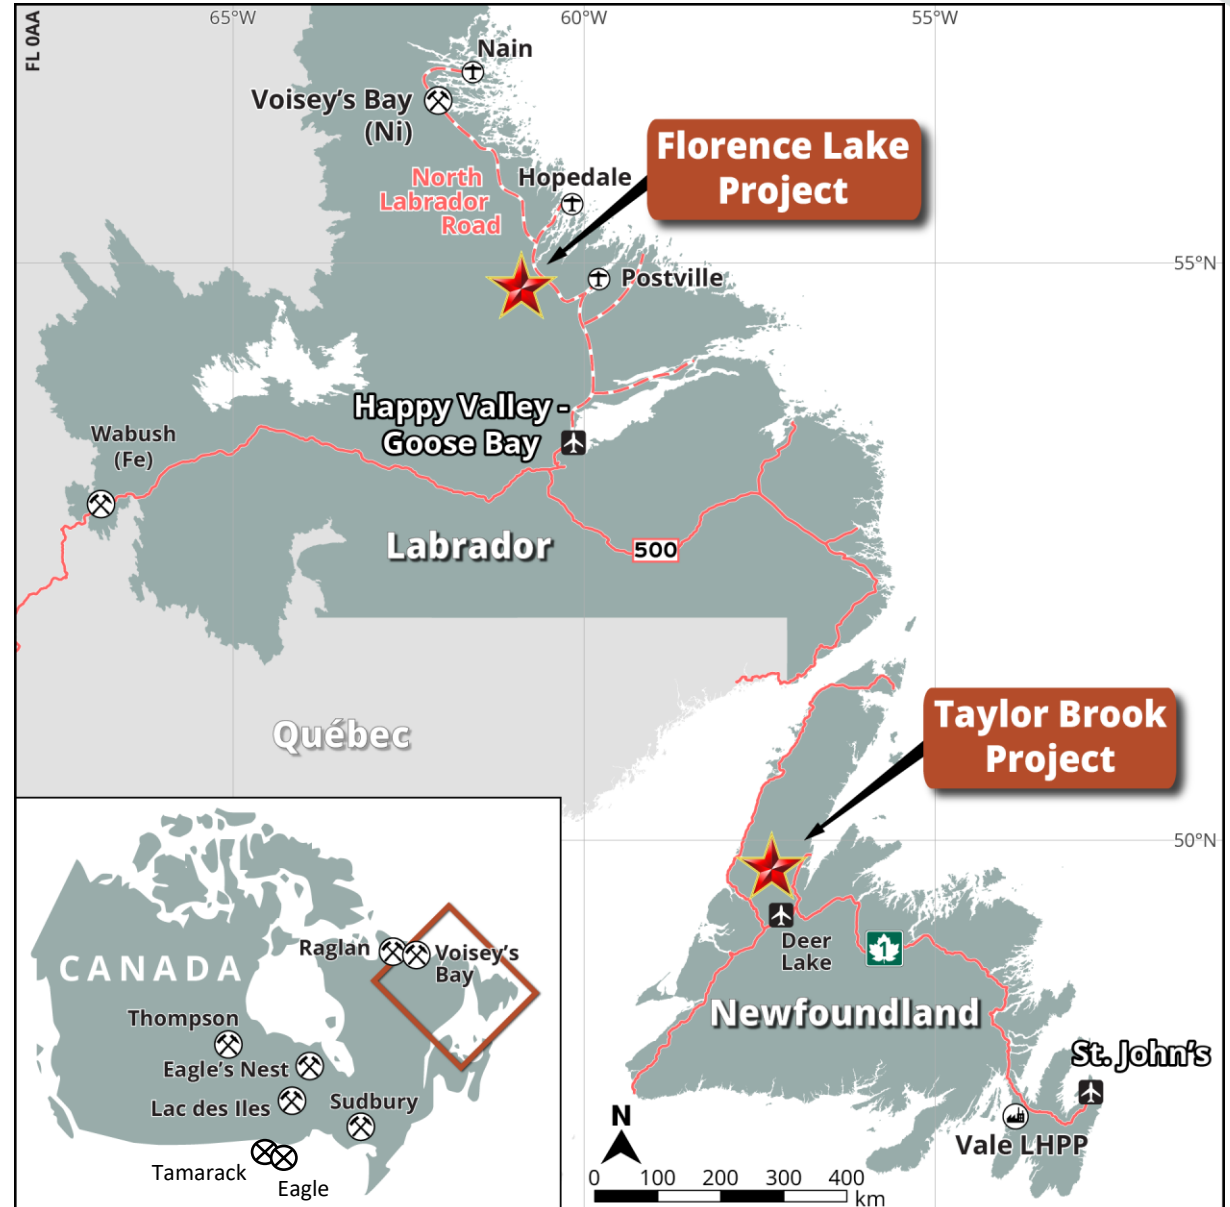 FL 0AA
65°W
60°W
55°W
Nain
Voisey's Bay
(Ni)
Florence Lake
Project
North
Labrador
Road
Hopedale
55°N
Postville
Happy Valley -
Goose Bay
Wabush
(Fe)
Labrador
500
Québec
Taylor Brook
Project
50°N
Deer
Lake
1
Newfoundland
St. John's
Vale LHPP
N
0 100 200 300 400
km
CANADA
Raglan
Voisey's
Bay
Thompson
Eagle's Nest
Lac des Iles
Sudbury
Tamarack
Eagle